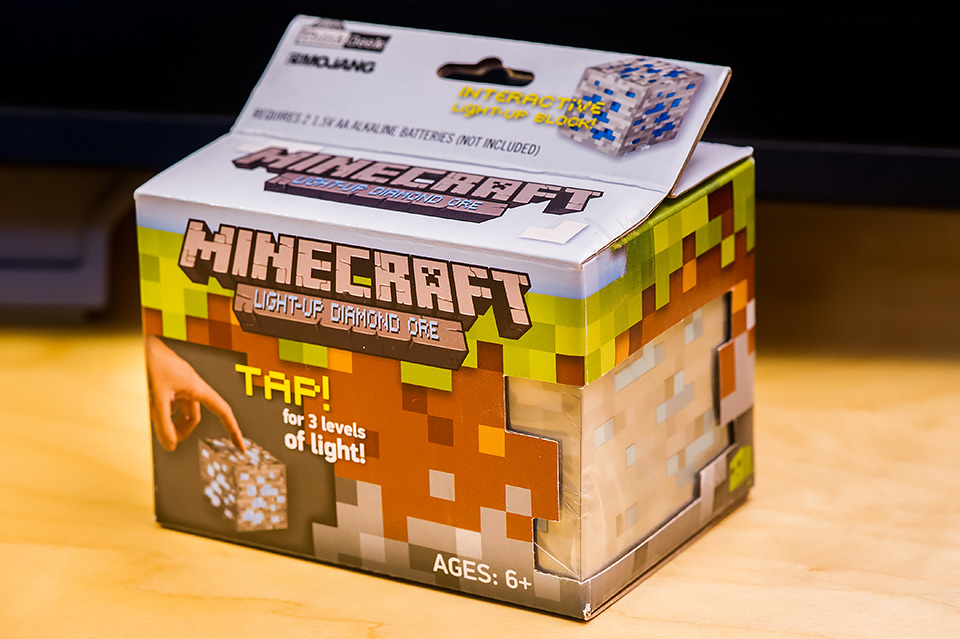 ThinkGeek
MOJANG
INTERACTIVE
LIGHT-UP BLOCK!
REQUIRES 2 1.5V AA ALKALINE BATTERIES (NOT INCLUDED)
MINECRAFT
LIGHT-UP DIAMOND ORE
MINECRAFT
LIGHT-UP DIAMOND ORE
TAP!
for 3 levels
of light!
AGES: 6+